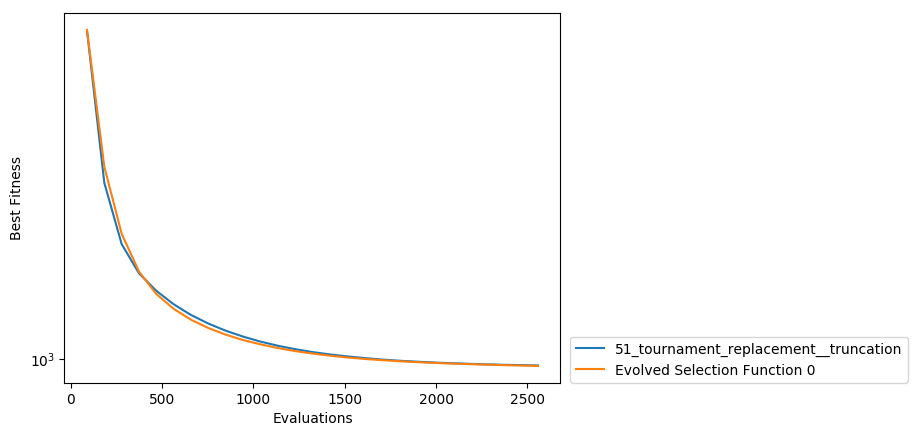 Best Fitness
10³
0 500 1000 1500 2000 2500
Evaluations
51_tournament_replacement__truncation
Evolved Selection Function 0